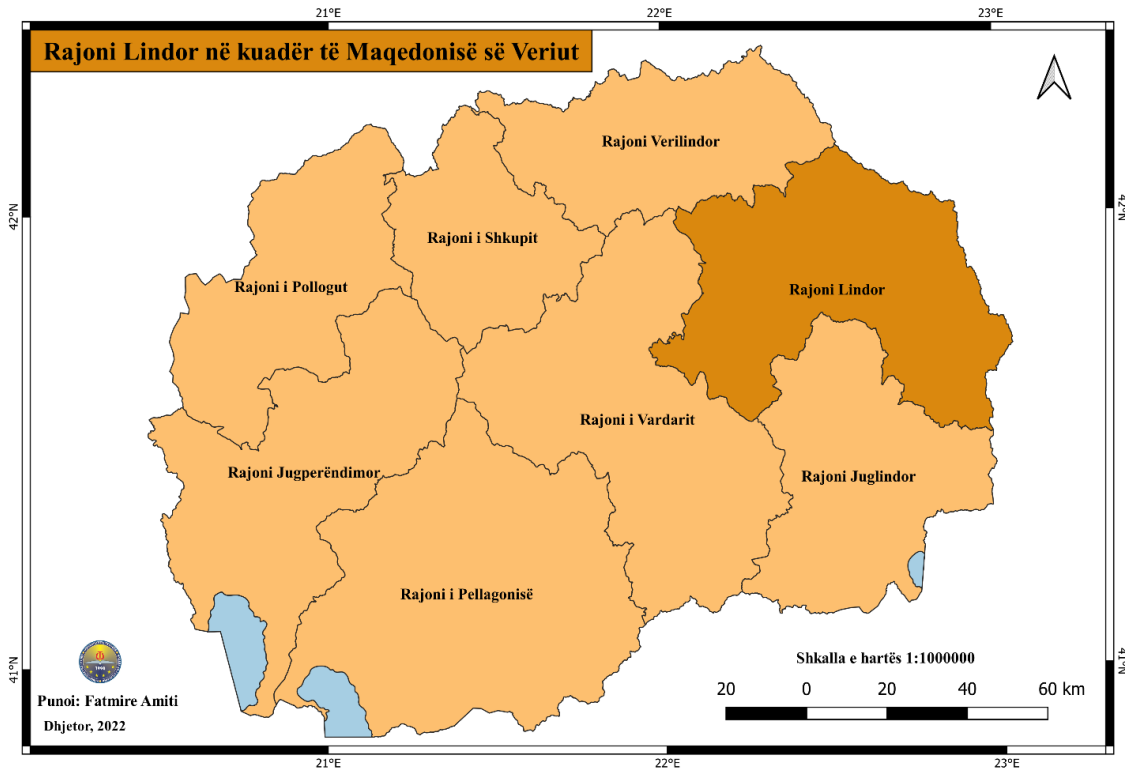 21°E
22°E
23°E
Rajoni Lindor në kuadër të Maqedonisë së Veriut
Rajoni Verilindor
42°N
42°N
Rajoni i Shkupit
Rajoni i Pollogut
Rajoni Lindor
Rajoni i Vardarit
Rajoni Jugperëndimor
Rajoni Juglindor
Rajoni i Pellagonisë
41°N
41°N
Shkalla e hartës 1:1000000
20 0 20 40 60 km
Punoi: Fatmire Amiti
Dhjetor, 2022
21°E
22°E
23°E